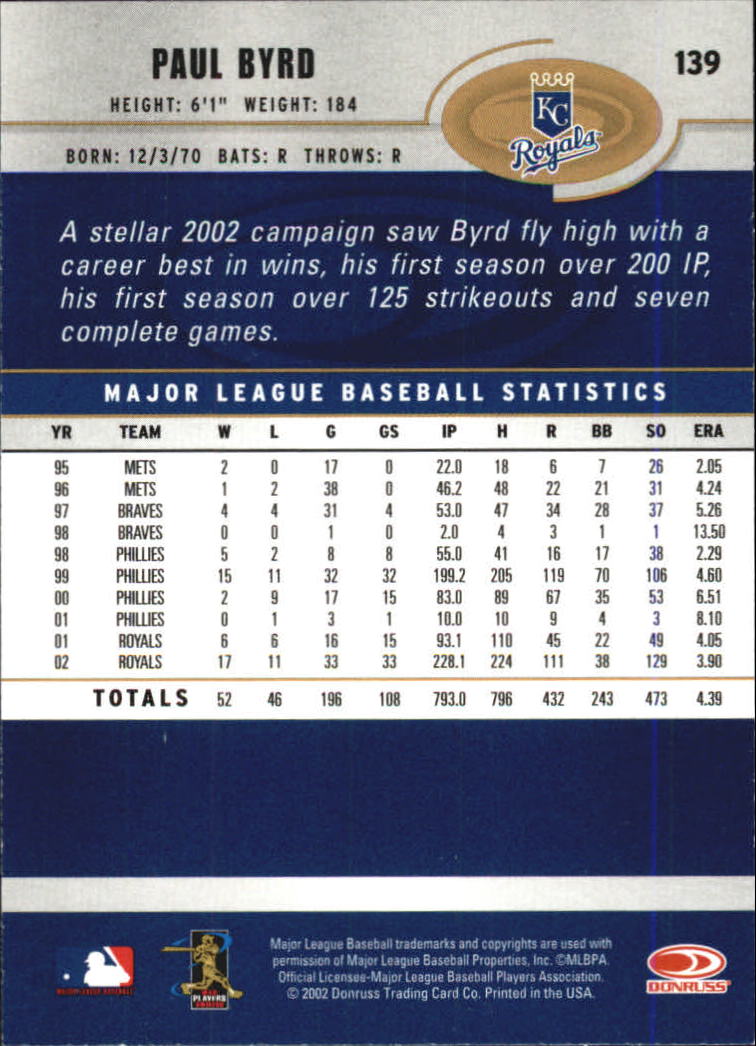 PAUL BYRD
139
HEIGHT: 6'1" WEIGHT: 184
KC
Royals
BORN: 12/3/70 BATS: R THROWS: R
A stellar 2002 campaign saw Byrd fly high with a
career best in wins, his first season over 200 IP,
his first season over 125 strikeouts and seven
complete games.
MAJOR LEAGUE BASEBALL STATISTICS
YR TEAM W L G GS IP H R BB SO ERA
95 METS 2 0 17 0 22.0 18 6 7 26 2.05
96 METS 1 2 38 0 46.2 48 22 21 31 4.24
97 BRAVES 4 4 31 4 53.0 47 34 28 37 5.26
98 BRAVES 0 0 1 0 2.0 4 3 1 1 13.50
98 PHILLIES 5 2 8 8 55.0 41 16 17 38 2.29
99 PHILLIES 15 11 32 32 199.2 205 119 70 106 4.60
00 PHILLIES 2 9 17 15 83.0 89 67 35 53 6.51
01 PHILLIES 0 1 3 1 10.0 10 9 4 3 8.10
01 ROYALS 6 6 16 15 93.1 110 45 22 49 4.05
02 ROYALS 17 11 33 33 228.1 224 111 38 129 3.90
TOTALS 52 46 196 108 793.0 796 432 243 473 4.39
Major League Baseball trademarks and copyrights are used with
permission of Major League Baseball Properties, Inc. ©MLBPA.
Official Licensee-Major League Baseball Players Association.
© 2002 Donruss Trading Card Co. Printed in the USA.
MAJOR LEAGUE BASEBALL
PLAYERS
DONRUSS